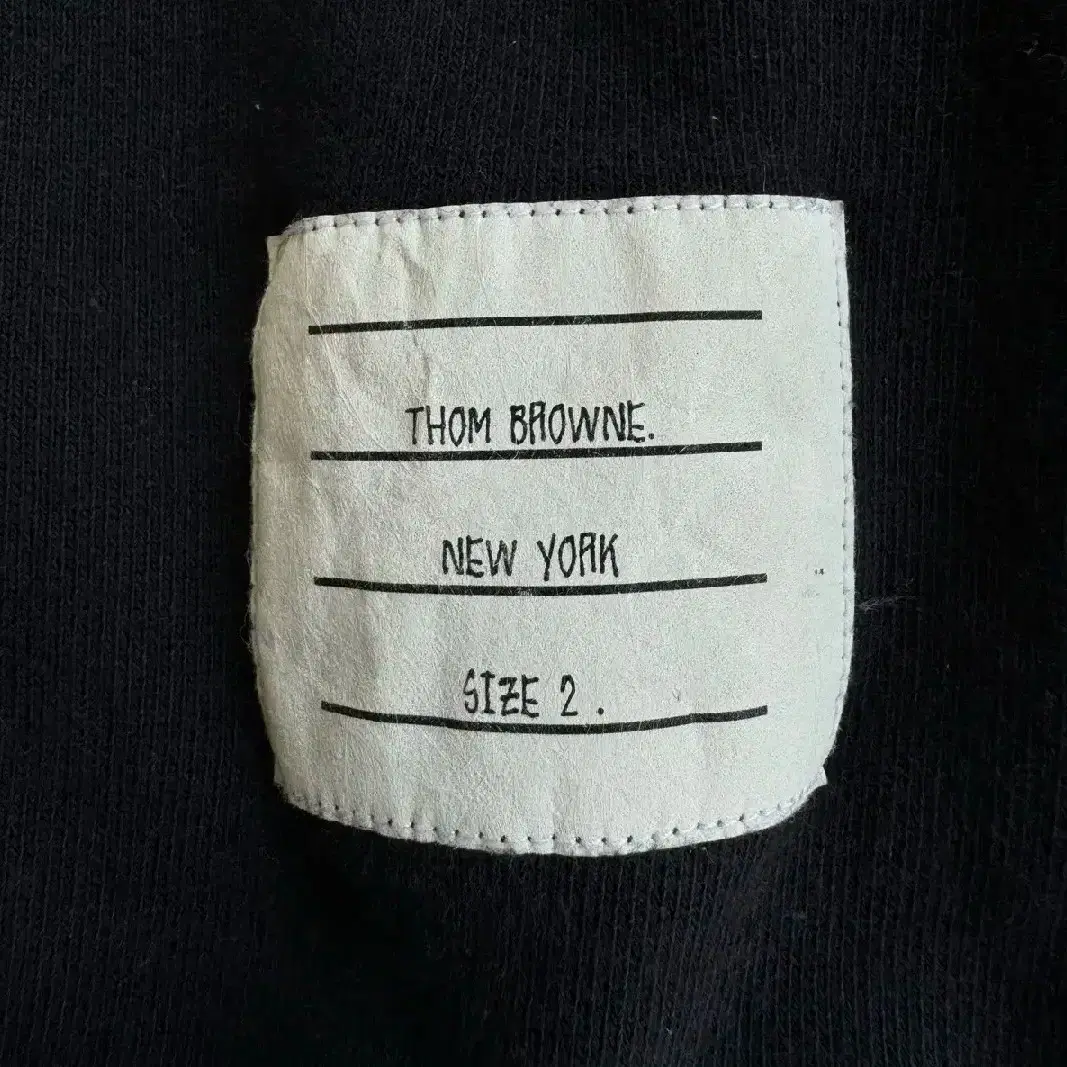 THOM BROWNE.
NEW YORK
SIZE 2 .